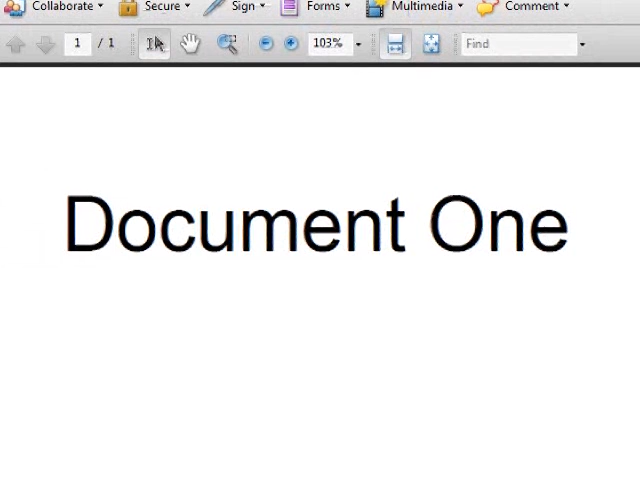 Collaborate Secure Sign Forms Multimedia Comment
1 / 1 103% Find
Document One